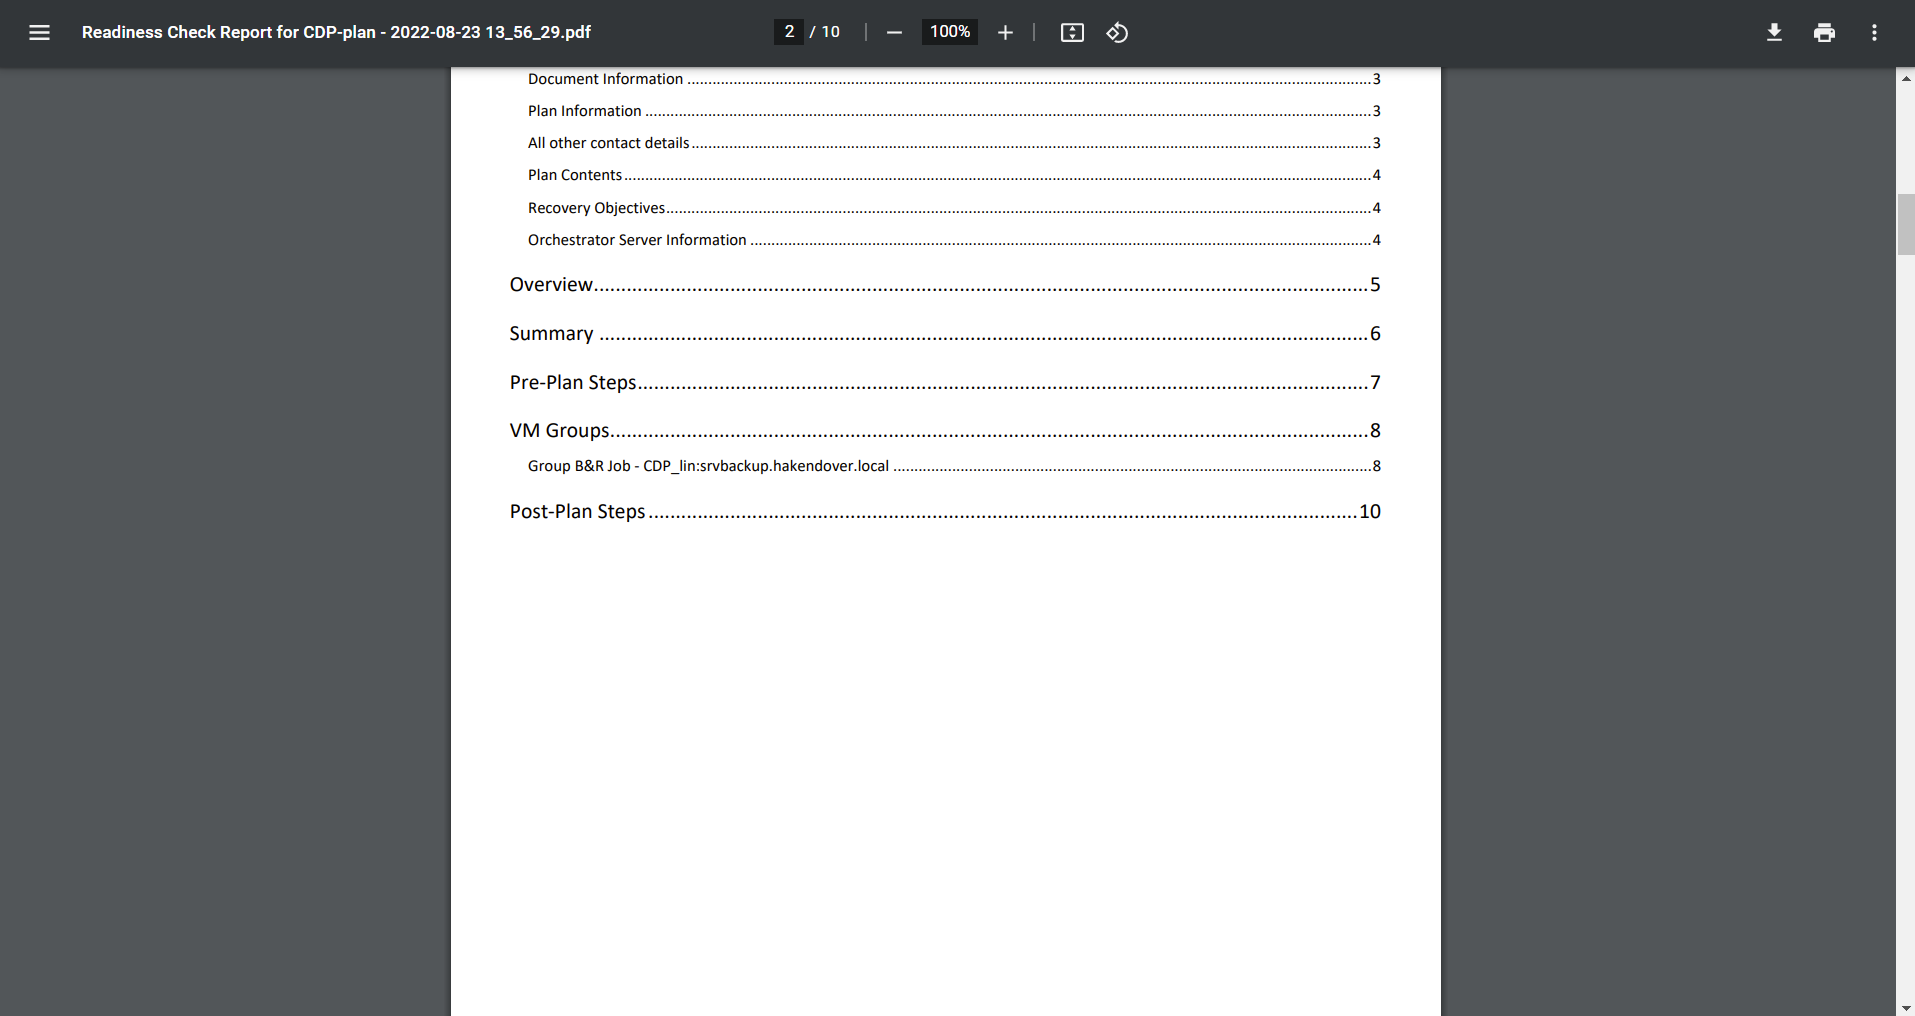 Readiness Check Report for CDP-plan - 2022-08-23 13_56_29.pdf 2 / 10 100%
Document Information 3
Plan Information 3
All other contact details 3
Plan Contents 4
Recovery Objectives 4
Orchestrator Server Information 4
Overview 5
Summary 6
Pre-Plan Steps 7
VM Groups 8
Group B&R Job - CDP_lin:srvbackup.hakendover.local 8
Post-Plan Steps 10